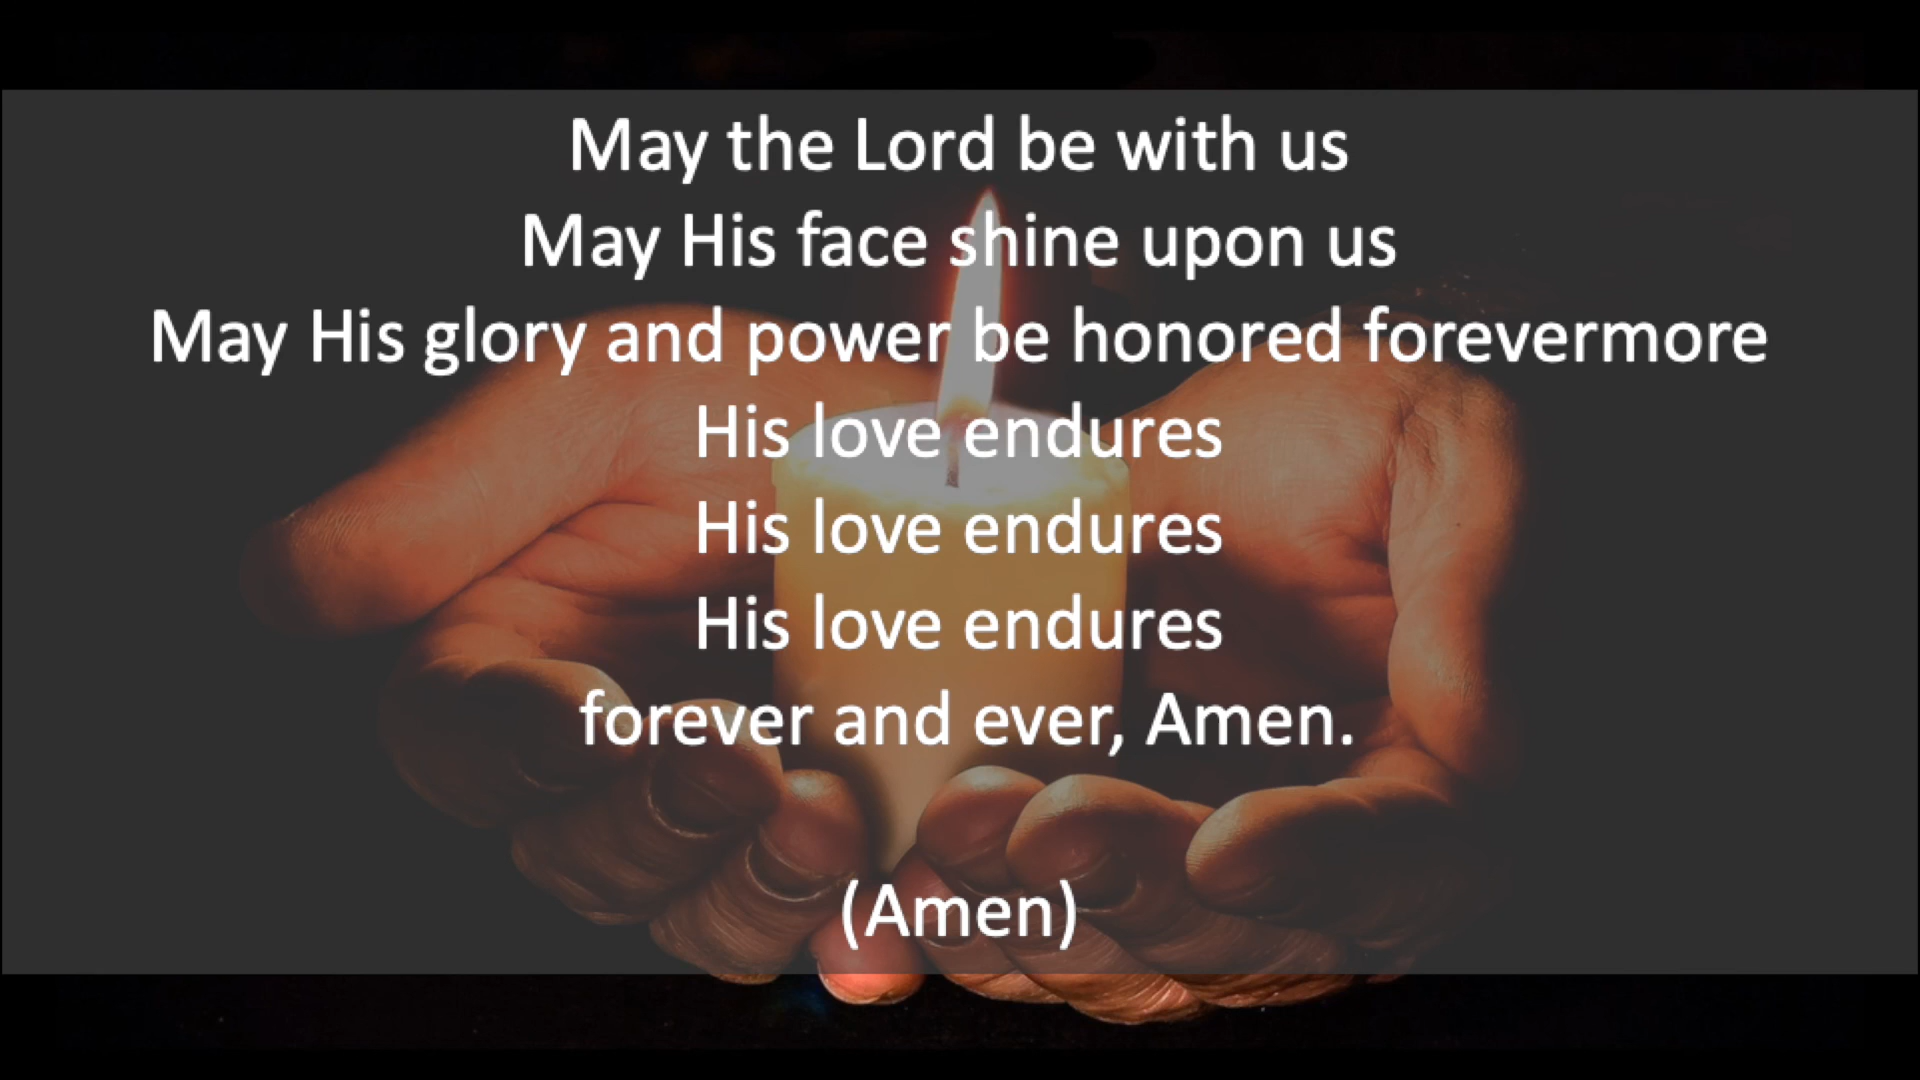 May the Lord be with us
May His face shine upon us
May His glory and power be honored forevermore
His love endures
His love endures
His love endures
forever and ever, Amen.
(Amen)